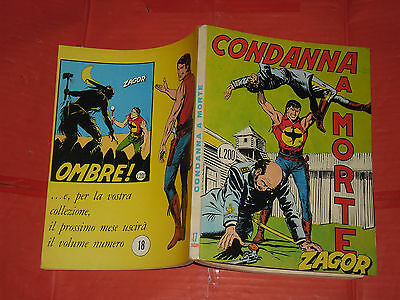 ZAGOR
OMBRE!
...e, per la vostra
collezione,
il prossimo mese uscirà
il volume numero 18
CONDANNA A MORTE
CONDANNA
A MORTE
200
ZAGOR